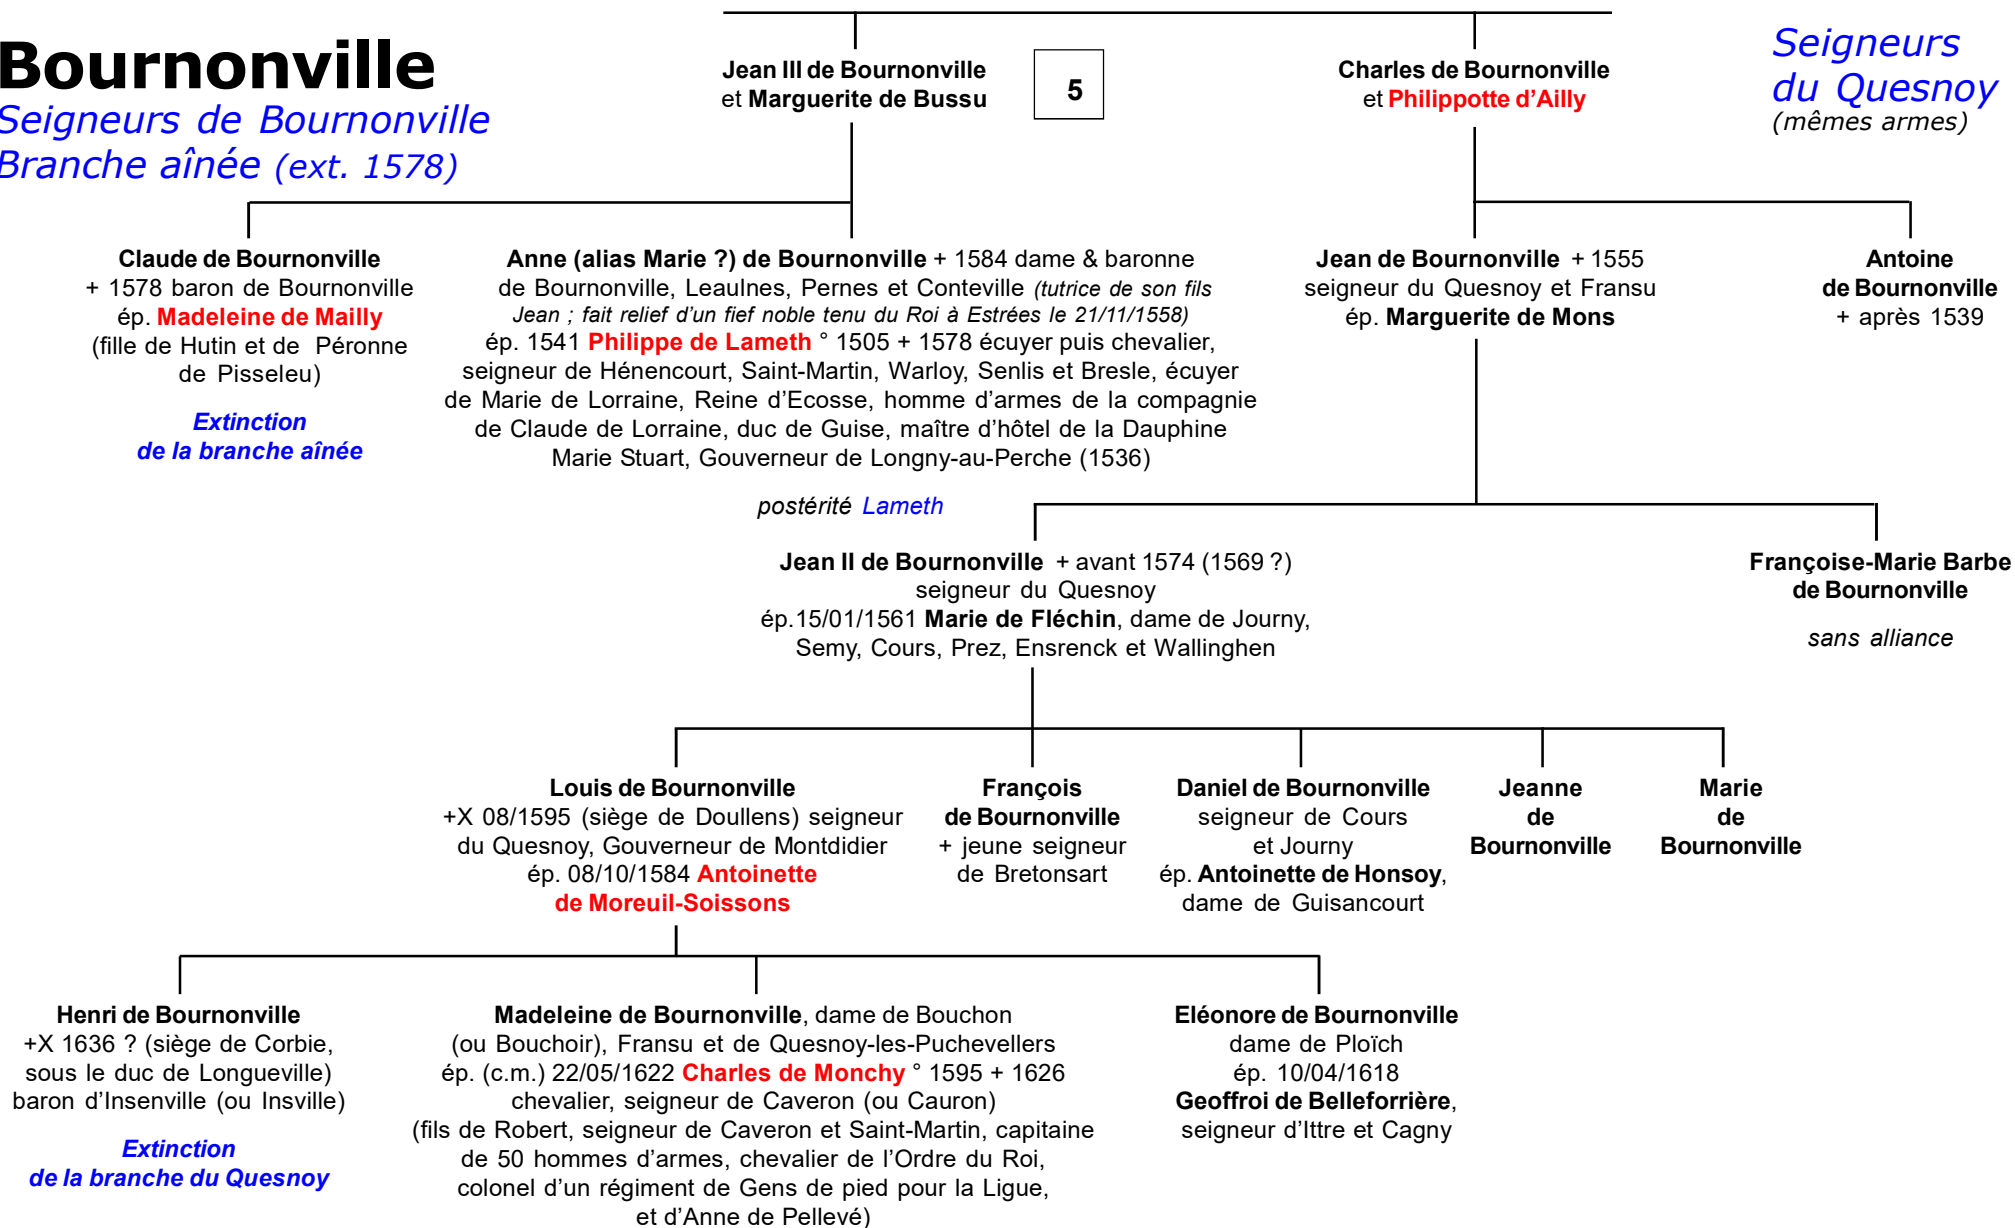 Bournonville
Seigneurs de Bournonville
Branche aînée (ext. 1578)
Jean III de Bournonville
et Marguerite de Bussu
5
Charles de Bournonville
et Philippotte d'Ailly
Seigneurs
du Quesnoy
(mêmes armes)
Claude de Bournonville
+ 1578 baron de Bournonville
ép. Madeleine de Mailly
(fille de Hutin et de Péronne
de Pisseleu)
Extinction
de la branche aînée
Anne (alias Marie ?) de Bournonville + 1584 dame & baronne
de Bournonville, Leaulnes, Pernes et Conteville (tutrice de son fils
Jean ; fait relief d'un fief noble tenu du Roi à Estrées le 21/11/1558)
ép. 1541 Philippe de Lameth ° 1505 + 1578 écuyer puis chevalier,
seigneur de Hénencourt, Saint-Martin, Warloy, Senlis et Bresle, écuyer
de Marie de Lorraine, Reine d'Ecosse, homme d'armes de la compagnie
de Claude de Lorraine, duc de Guise, maître d'hôtel de la Dauphine
Marie Stuart, Gouverneur de Longny-au-Perche (1536)
postérité Lameth
Jean de Bournonville + 1555
seigneur du Quesnoy et Fransu
ép. Marguerite de Mons
Antoine
de Bournonville
+ après 1539
Jean II de Bournonville + avant 1574 (1569 ?)
seigneur du Quesnoy
ép.15/01/1561 Marie de Fléchin, dame de Journy,
Semy, Cours, Prez, Ensrenck et Wallinghen
Françoise-Marie Barbe
de Bournonville
sans alliance
Louis de Bournonville
+X 08/1595 (siège de Doullens) seigneur
du Quesnoy, Gouverneur de Montdidier
ép. 08/10/1584 Antoinette
de Moreuil-Soissons
François
de Bournonville
+ jeune seigneur
de Bretonsart
Daniel de Bournonville
seigneur de Cours
et Journy
ép. Antoinette de Honsoy,
dame de Guisancourt
Jeanne
de
Bournonville
Marie
de
Bournonville
Henri de Bournonville
+X 1636 ? (siège de Corbie,
sous le duc de Longueville)
baron d'Insenville (ou Insville)
Extinction
de la branche du Quesnoy
Madeleine de Bournonville, dame de Bouchon
(ou Bouchoir), Fransu et de Quesnoy-les-Puchevellers
ép. (c.m.) 22/05/1622 Charles de Monchy ° 1595 + 1626
chevalier, seigneur de Caveron (ou Cauron)
(fils de Robert, seigneur de Caveron et Saint-Martin, capitaine
de 50 hommes d'armes, chevalier de l'Ordre du Roi,
colonel d'un régiment de Gens de pied pour la Ligue,
et d'Anne de Pellevé)
Eléonore de Bournonville
dame de Ploïch
ép. 10/04/1618
Geoffroi de Belleforrière,
seigneur d'Ittre et Cagny